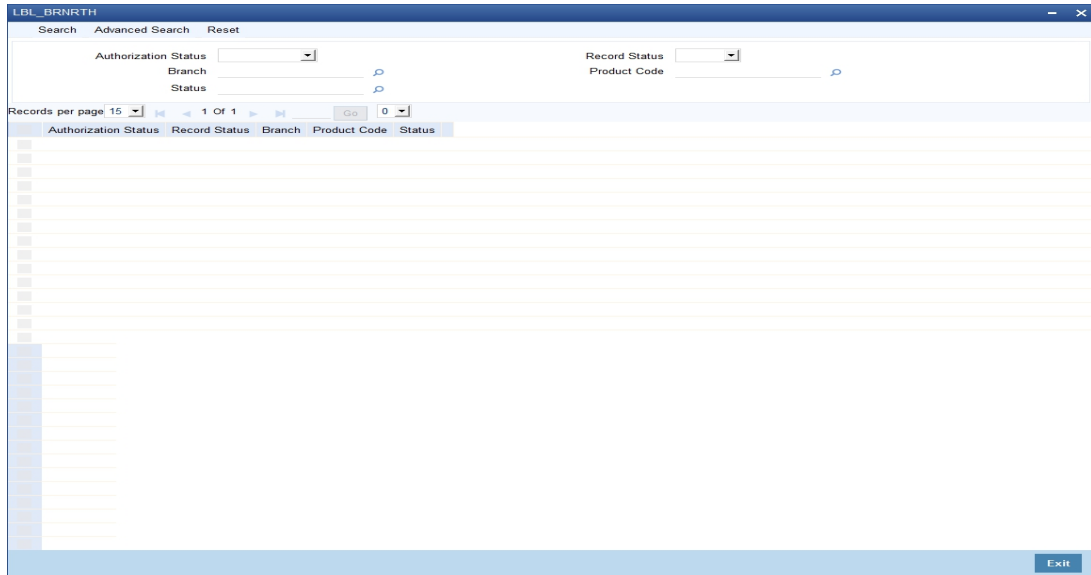 LBL_BRNRTH
Search Advanced Search Reset
Authorization Status Record Status
Branch Product Code
Status
Records per page 15 1 Of 1 Go 0
Authorization Status Record Status Branch Product Code Status
Exit